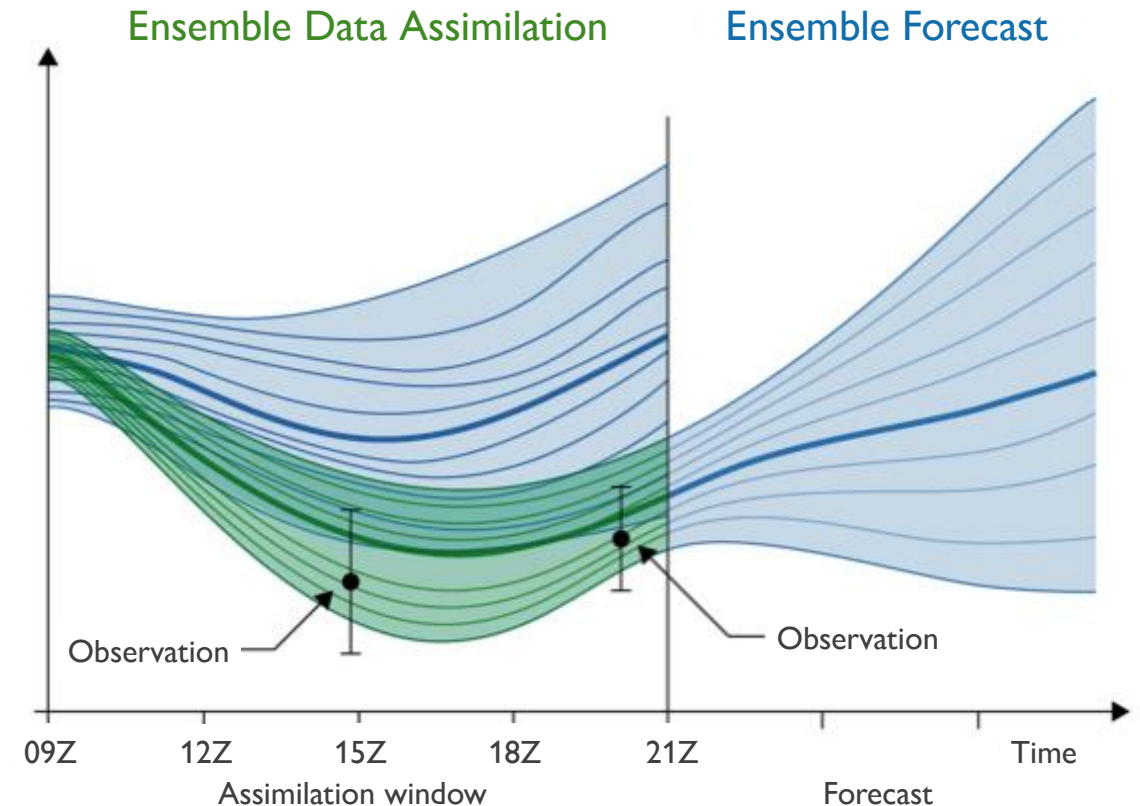 Ensemble Data Assimilation
Ensemble Forecast
Observation
Observation
09Z
12Z
15Z
18Z
21Z
Time
Assimilation window
Forecast